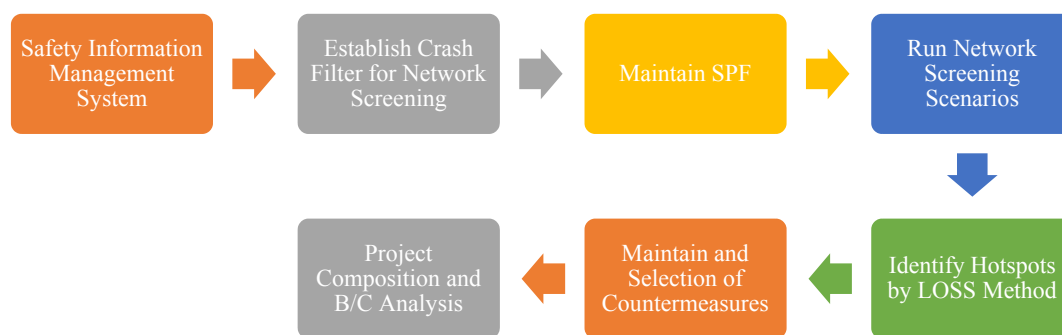 Safety Information
Management
System
Establish Crash
Filter for Network
Screening
Maintain SPF
Run Network
Screening
Scenarios
Identify Hotspots
by LOSS Method
Maintain and
Selection of
Countermeasures
Project
Composition and
B/C Analysis